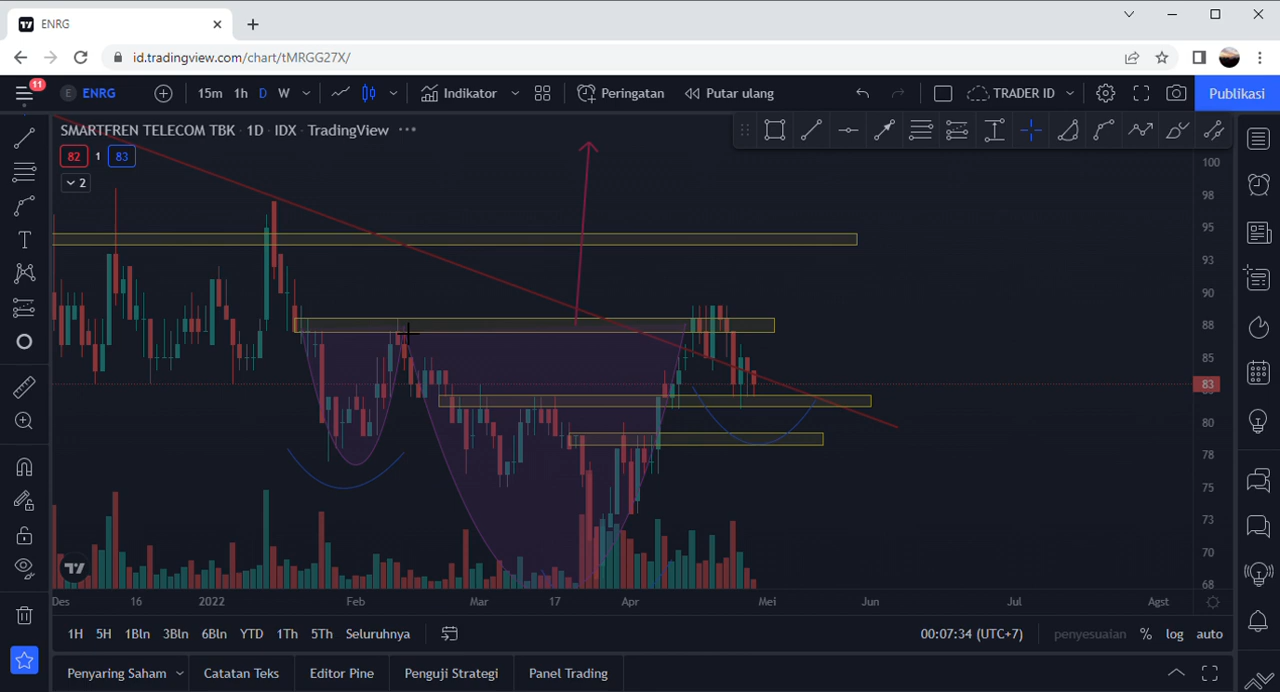 ENRG
id.tradingview.com/chart/tMRGG27X/
11
E ENRG 15m 1h D W Indikator Peringatan Putar ulang TRADER ID Publikasi
SMARTFREN TELECOM TBK · 1D · IDX · TradingView
82 1 83
2
100
98
95
93
90
88
85
83
80
78
75
73
70
68
Des 16 2022 Feb Mar 17 Apr Mei Jun Jul Agst
1H 5H 1Bln 3Bln 6Bln YTD 1Th 5Th Seluruhnya 00:07:34 (UTC+7) penyesuaian % log auto
Penyaring Saham Catatan Teks Editor Pine Penguji Strategi Panel Trading